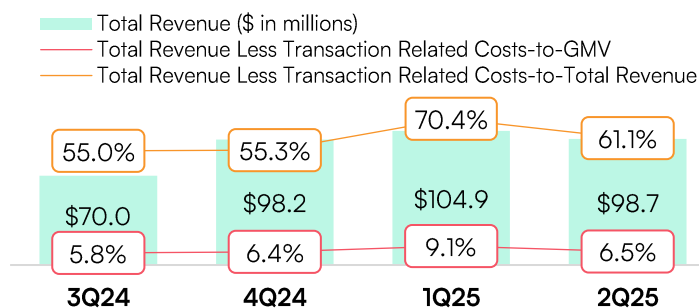 Total Revenue ($ in millions)
Total Revenue Less Transaction Related Costs-to-GMV
Total Revenue Less Transaction Related Costs-to-Total Revenue
55.0% 55.3% 70.4% 61.1%
$70.0 $98.2 $104.9 $98.7
5.8% 6.4% 9.1% 6.5%
3Q24 4Q24 1Q25 2Q25